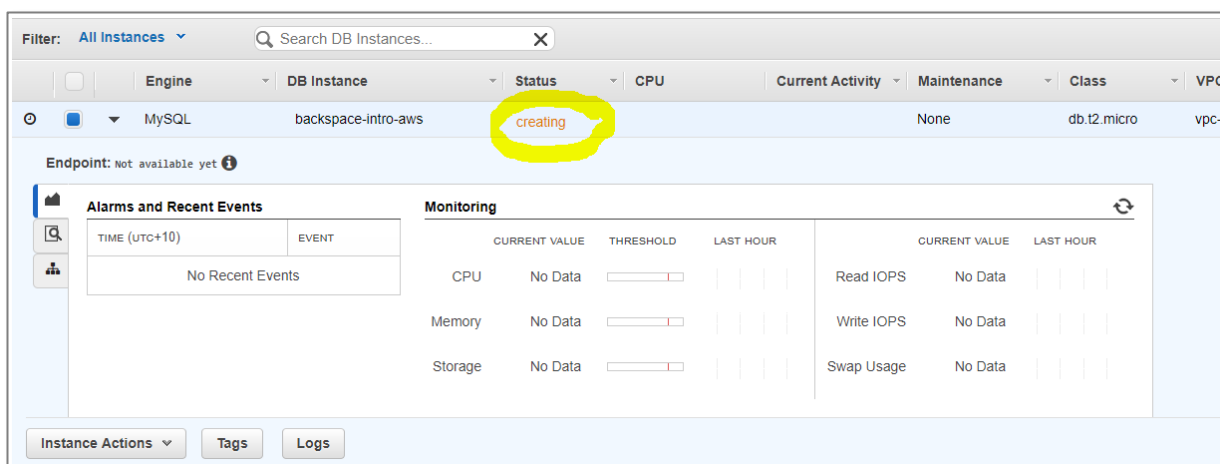 Filter: All Instances Search DB Instances... X
Engine DB Instance Status CPU Current Activity Maintenance Class VPC
MySQL backspace-intro-aws creating None db.t2.micro vpc-
Endpoint: Not available yet
Alarms and Recent Events Monitoring
TIME (UTC+10) EVENT CURRENT VALUE THRESHOLD LAST HOUR CURRENT VALUE LAST HOUR
No Recent Events CPU No Data Read IOPS No Data
Memory No Data Write IOPS No Data
Storage No Data Swap Usage No Data
Instance Actions Tags Logs